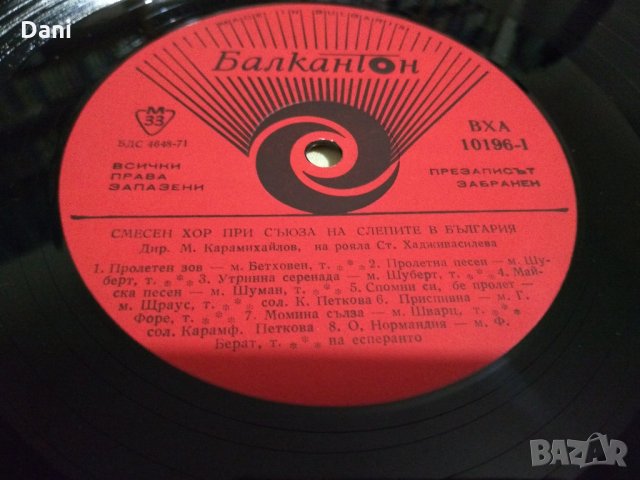 Dani
Балкантон
М
33
БДС 4648-71
ВХА
10196-I
ВСИЧКИ
ПРАВА
ЗАПАЗЕНИ
ПРЕЗАПИСЪТ
ЗАБРАНЕН
СМЕСЕН ХОР ПРИ СЪЮЗА НА СЛЕПИТЕ В БЪЛГАРИЯ
Дир. М. Карамихайлов, на рояла Ст. Хадживасилева
1. Пролетен зов — м. Бетховен, т. *** 2. Пролетна песен — м. Шу-
берт, т. *** 3. Утринна серенада — м. Шуберт, т. *** 4. Май-
ска песен — м. Шуман, т. *** 5. Спомни си, бе пролет —
м. Щраус, т. *** сол. К. Петкова 6. Приспивна — м. Г.
Форе, т. *** 7. Момина сълза — м. Шварц, т. ***
сол. Карамф. Петкова 8. О, Нормандия — м. Ф.
Берат, т. *** на есперанто
BAZAR